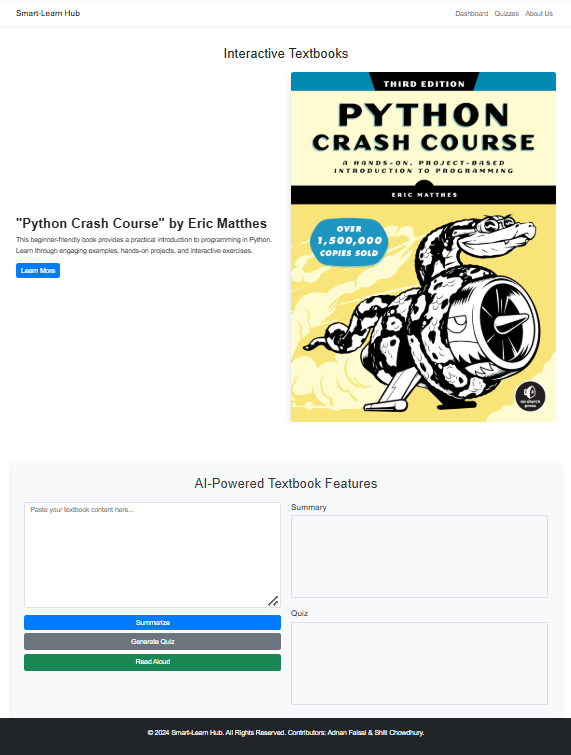 Smart-Learn Hub
Dashboard Quizzes About Us
Interactive Textbooks
"Python Crash Course" by Eric Matthes
This beginner-friendly book provides a practical introduction to programming in Python.
Learn through engaging examples, hands-on projects, and interactive exercises.
Learn More
THIRD EDITION
PYTHON
CRASH COURSE
A HANDS-ON, PROJECT-BASED
INTRODUCTION TO PROGRAMMING
ERIC MATTHES
OVER
1,500,000
COPIES SOLD
no starch
press
AI-Powered Textbook Features
Paste your textbook content here...
Summarize
Generate Quiz
Read Aloud
Summary
Quiz
© 2024 Smart-Learn Hub. All Rights Reserved. Contributors: Adnan Faisal & Shiti Chowdhury.